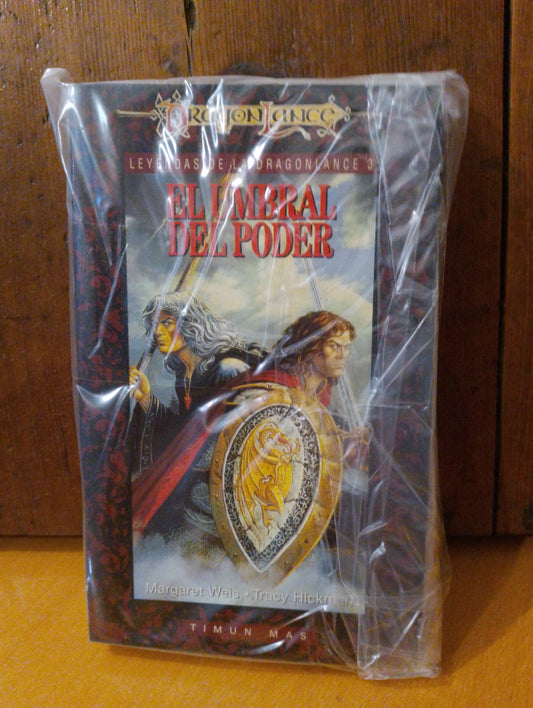 DRAGONLANCE
LEYENDAS DE LA DRAGONLANCE 3
EL UMBRAL
DEL PODER
Margaret Weis • Tracy Hickman
TIMUN MAS